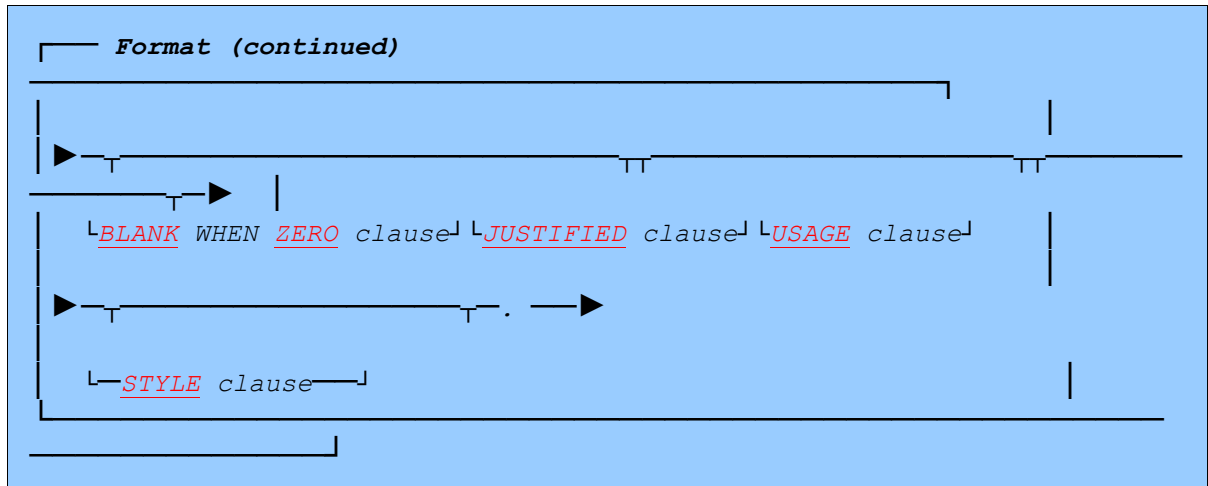 Format (continued)
BLANK WHEN ZERO clause JUSTIFIED clause USAGE clause
.
STYLE clause